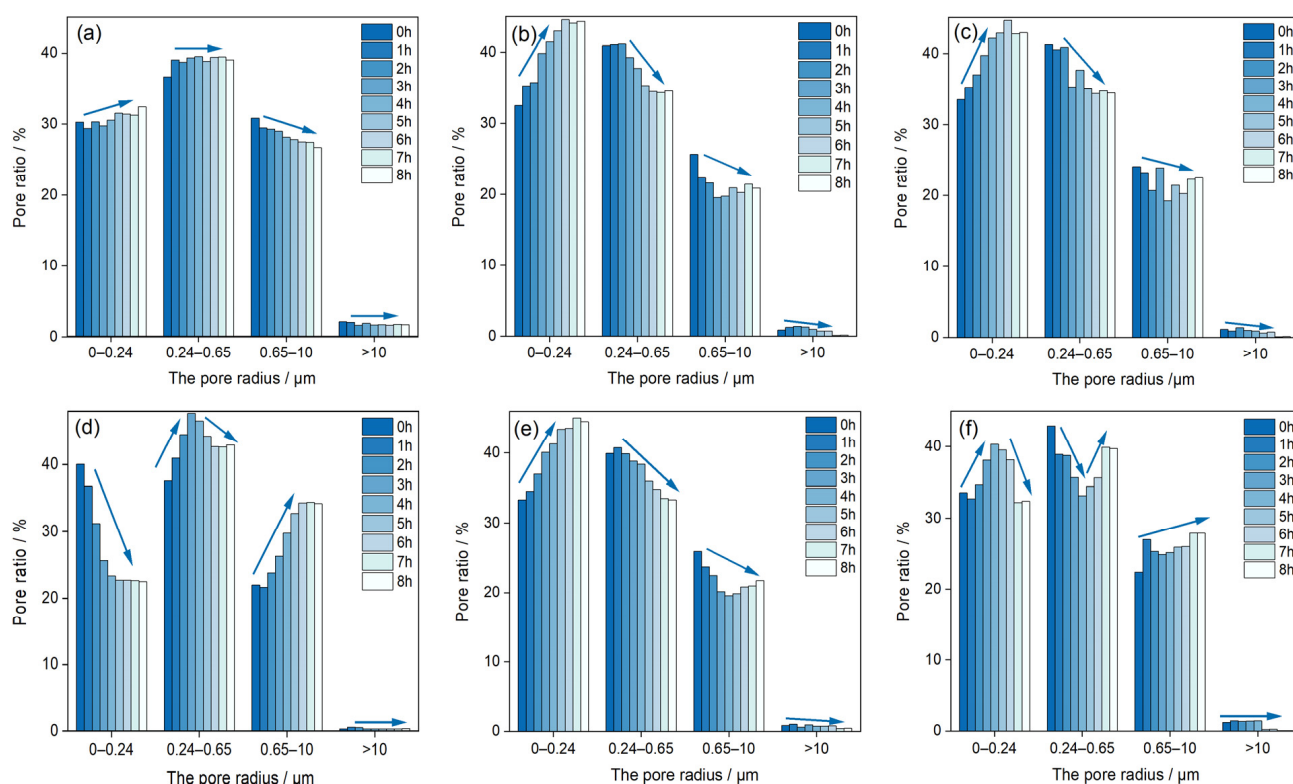 (a)
Pore ratio / %
40
30
20
10
0
0–0.24 0.24–0.65 0.65–10 >10
The pore radius / μm
0h
1h
2h
3h
4h
5h
6h
7h
8h
(b)
Pore ratio / %
40
30
20
10
0
0–0.24 0.24–0.65 0.65–10 >10
The pore radius / μm
0h
1h
2h
3h
4h
5h
6h
7h
8h
(c)
Pore ratio / %
40
30
20
10
0
0–0.24 0.24–0.65 0.65–10 >10
The pore radius / μm
0h
1h
2h
3h
4h
5h
6h
7h
8h
(d)
Pore ratio / %
40
30
20
10
0
0–0.24 0.24–0.65 0.65–10 >10
The pore radius / μm
0h
1h
2h
3h
4h
5h
6h
7h
8h
(e)
Pore ratio / %
40
30
20
10
0
0–0.24 0.24–0.65 0.65–10 >10
The pore radius / μm
0h
1h
2h
3h
4h
5h
6h
7h
8h
(f)
Pore ratio / %
40
30
20
10
0
0–0.24 0.24–0.65 0.65–10 >10
The pore radius / μm
0h
1h
2h
3h
4h
5h
6h
7h
8h